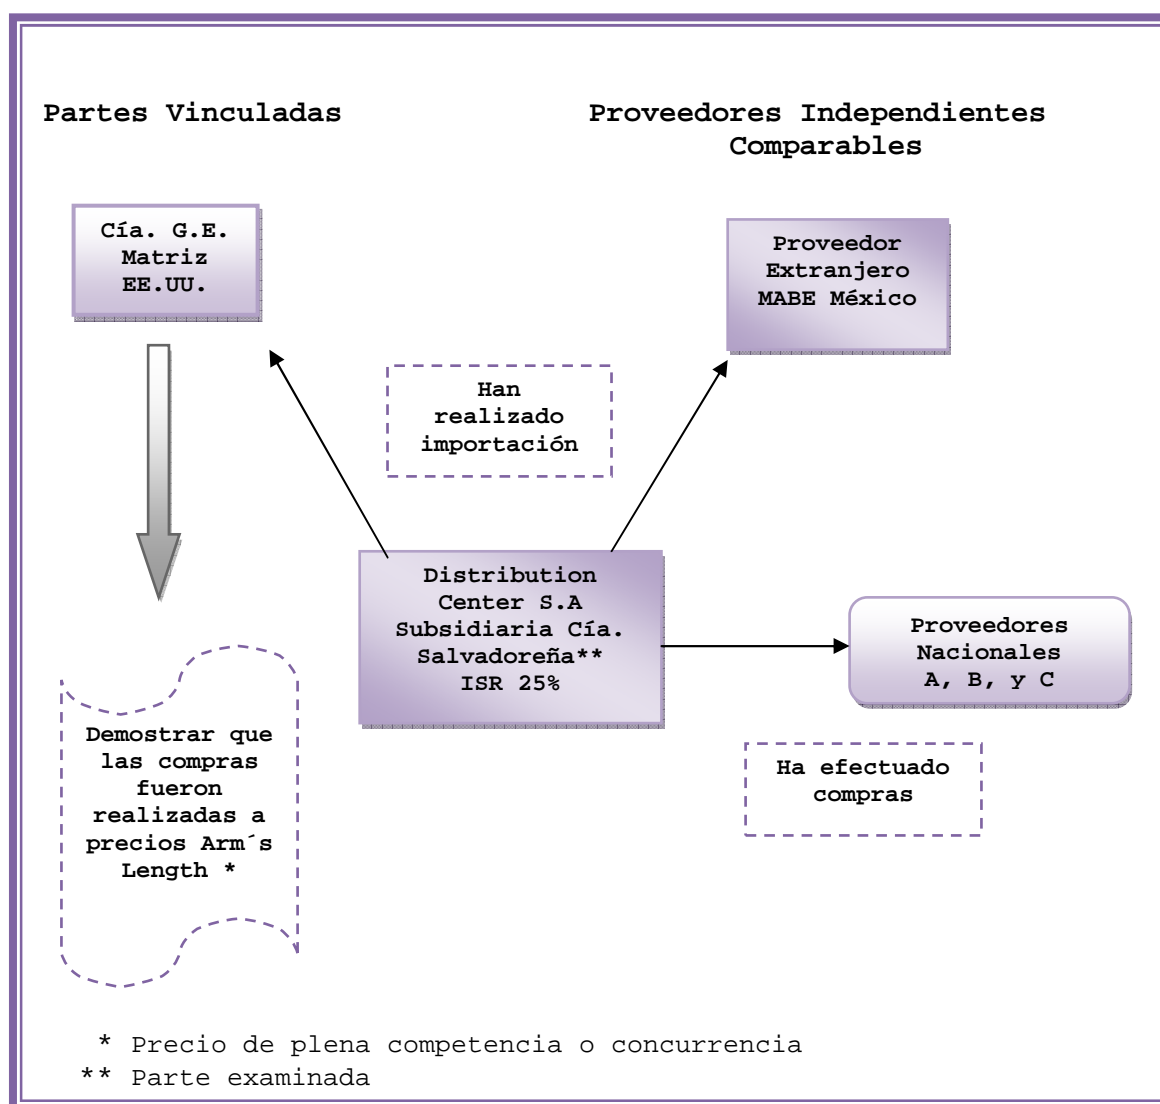 Partes Vinculadas
Proveedores Independientes
Comparables
Cía. G.E.
Matriz
EE.UU.
Proveedor
Extranjero
MABE México
Han
realizado
importación
Distribution
Center S.A
Subsidiaria Cía.
Salvadoreña**
ISR 25%
Proveedores
Nacionales
A, B, y C
Demostrar que
las compras
fueron
realizadas a
precios Arm´s
Length *
Ha efectuado
compras
* Precio de plena competencia o concurrencia
** Parte examinada